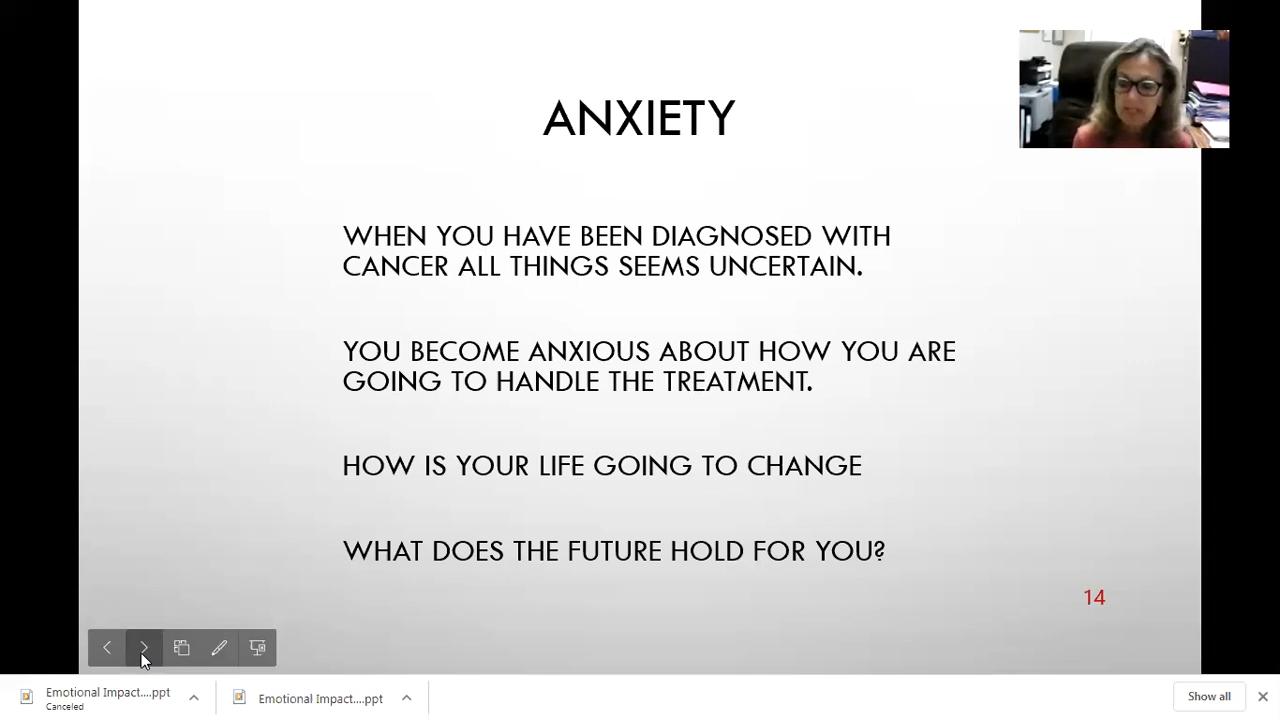 ANXIETY
WHEN YOU HAVE BEEN DIAGNOSED WITH
CANCER ALL THINGS SEEMS UNCERTAIN.
YOU BECOME ANXIOUS ABOUT HOW YOU ARE
GOING TO HANDLE THE TREATMENT.
HOW IS YOUR LIFE GOING TO CHANGE
WHAT DOES THE FUTURE HOLD FOR YOU?
14
Emotional Impact....ppt
Canceled
Emotional Impact....ppt
Show all